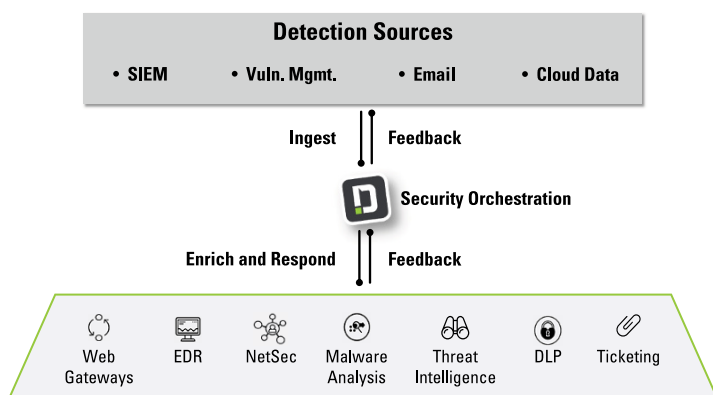 Detection Sources
• SIEM • Vuln. Mgmt. • Email • Cloud Data
Ingest Feedback
D
Security Orchestration
Enrich and Respond Feedback
Web Gateways
EDR
NetSec
Malware Analysis
Threat Intelligence
DLP
Ticketing